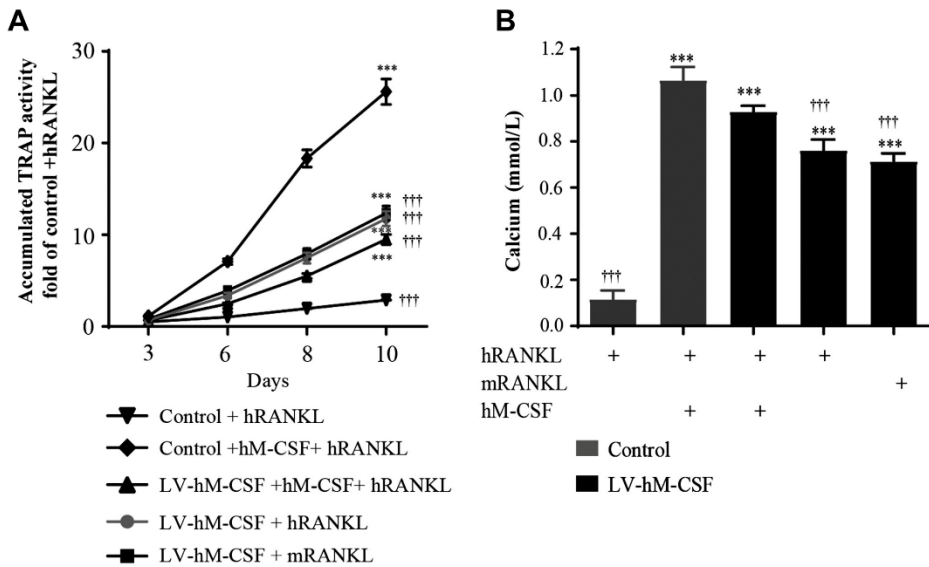 A
Accumulated TRAP activity
fold of control +hRANKL
30
20
10
0
***
***
†††
†††
***
†††
***
†††
3 6 8 10
Days
Control + hRANKL
Control +hM-CSF+ hRANKL
LV-hM-CSF +hM-CSF+ hRANKL
LV-hM-CSF + hRANKL
LV-hM-CSF + mRANKL
B
Calcium (mmol/L)
1.2
1.0
0.8
0.6
0.4
0.2
0.0
†††
***
***
†††
***
†††
***
hRANKL + + + +
mRANKL +
hM-CSF + +
Control
LV-hM-CSF